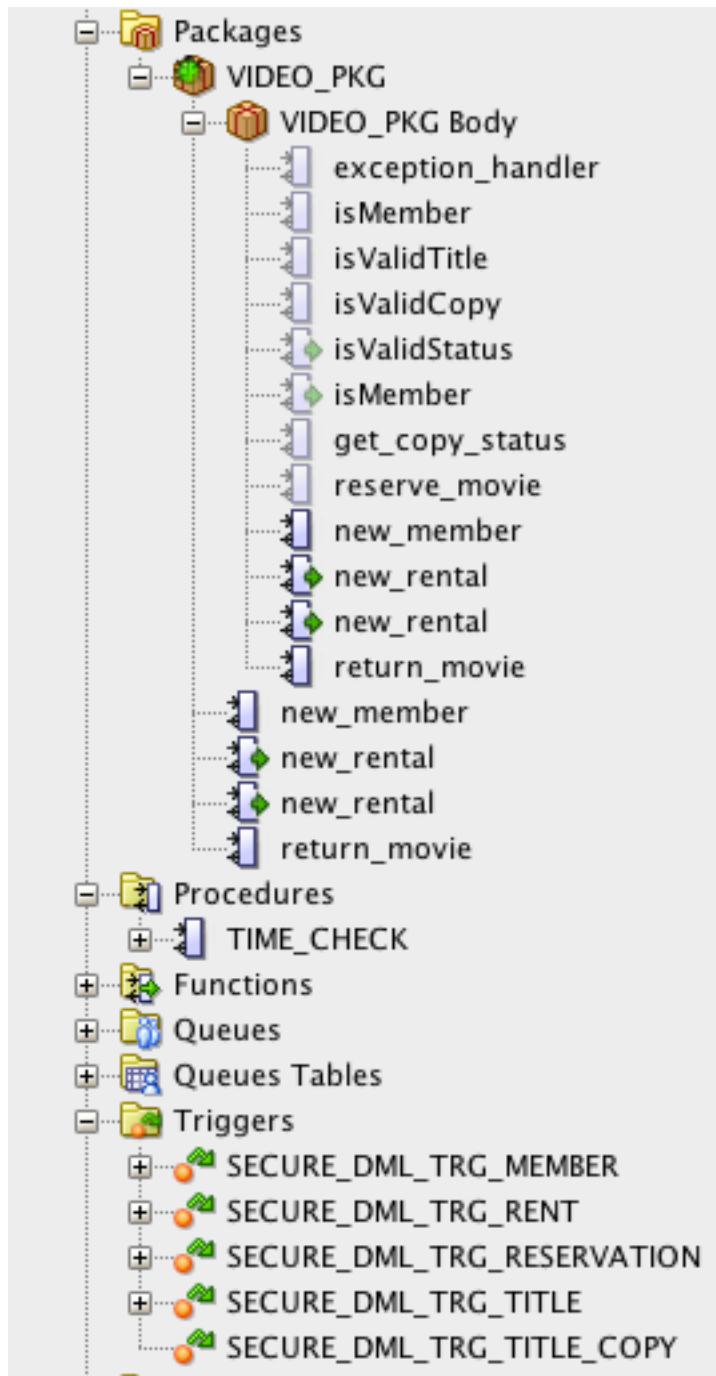 Packages
VIDEO_PKG
VIDEO_PKG Body
exception_handler
isMember
isValidTitle
isValidCopy
isValidStatus
isMember
get_copy_status
reserve_movie
new_member
new_rental
new_rental
return_movie
new_member
new_rental
new_rental
return_movie
Procedures
TIME_CHECK
Functions
Queues
Queues Tables
Triggers
SECURE_DML_TRG_MEMBER
SECURE_DML_TRG_RENT
SECURE_DML_TRG_RESERVATION
SECURE_DML_TRG_TITLE
SECURE_DML_TRG_TITLE_COPY